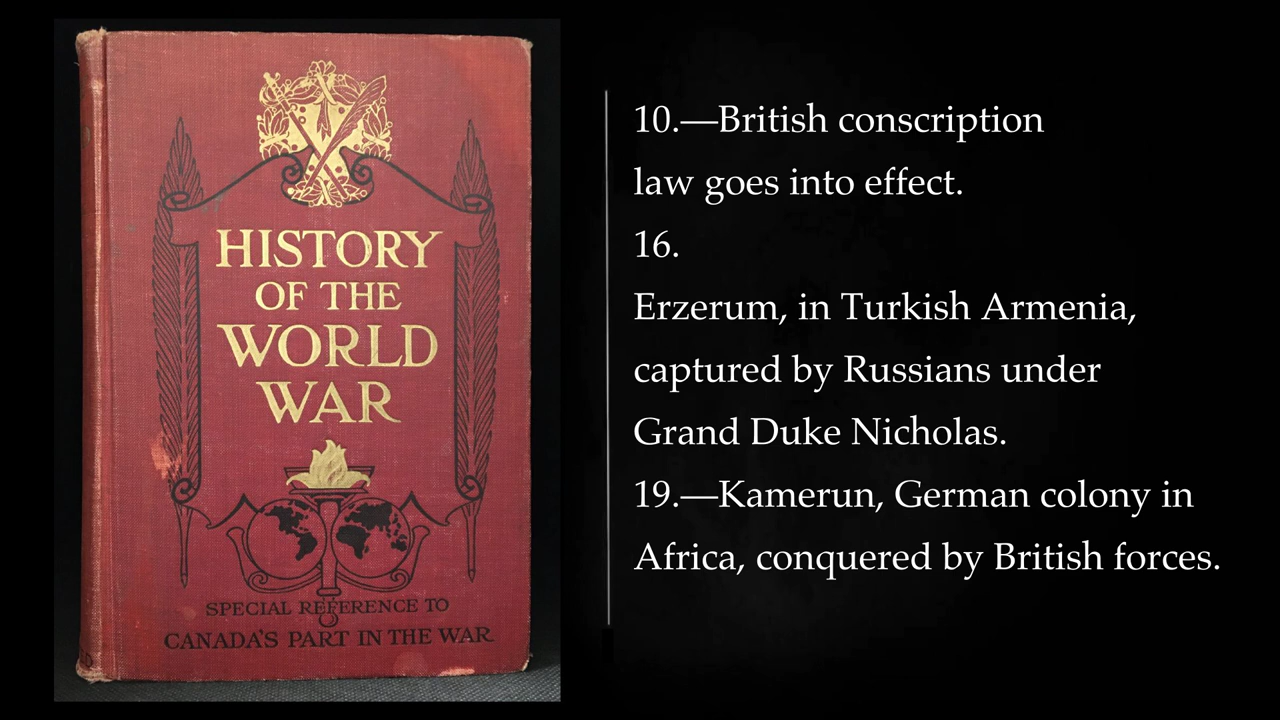 HISTORY
OF THE
WORLD
WAR
SPECIAL REFERENCE TO
CANADA'S PART IN THE WAR
10.—British conscription
law goes into effect.
16.
Erzerum, in Turkish Armenia,
captured by Russians under
Grand Duke Nicholas.
19.—Kamerun, German colony in
Africa, conquered by British forces.